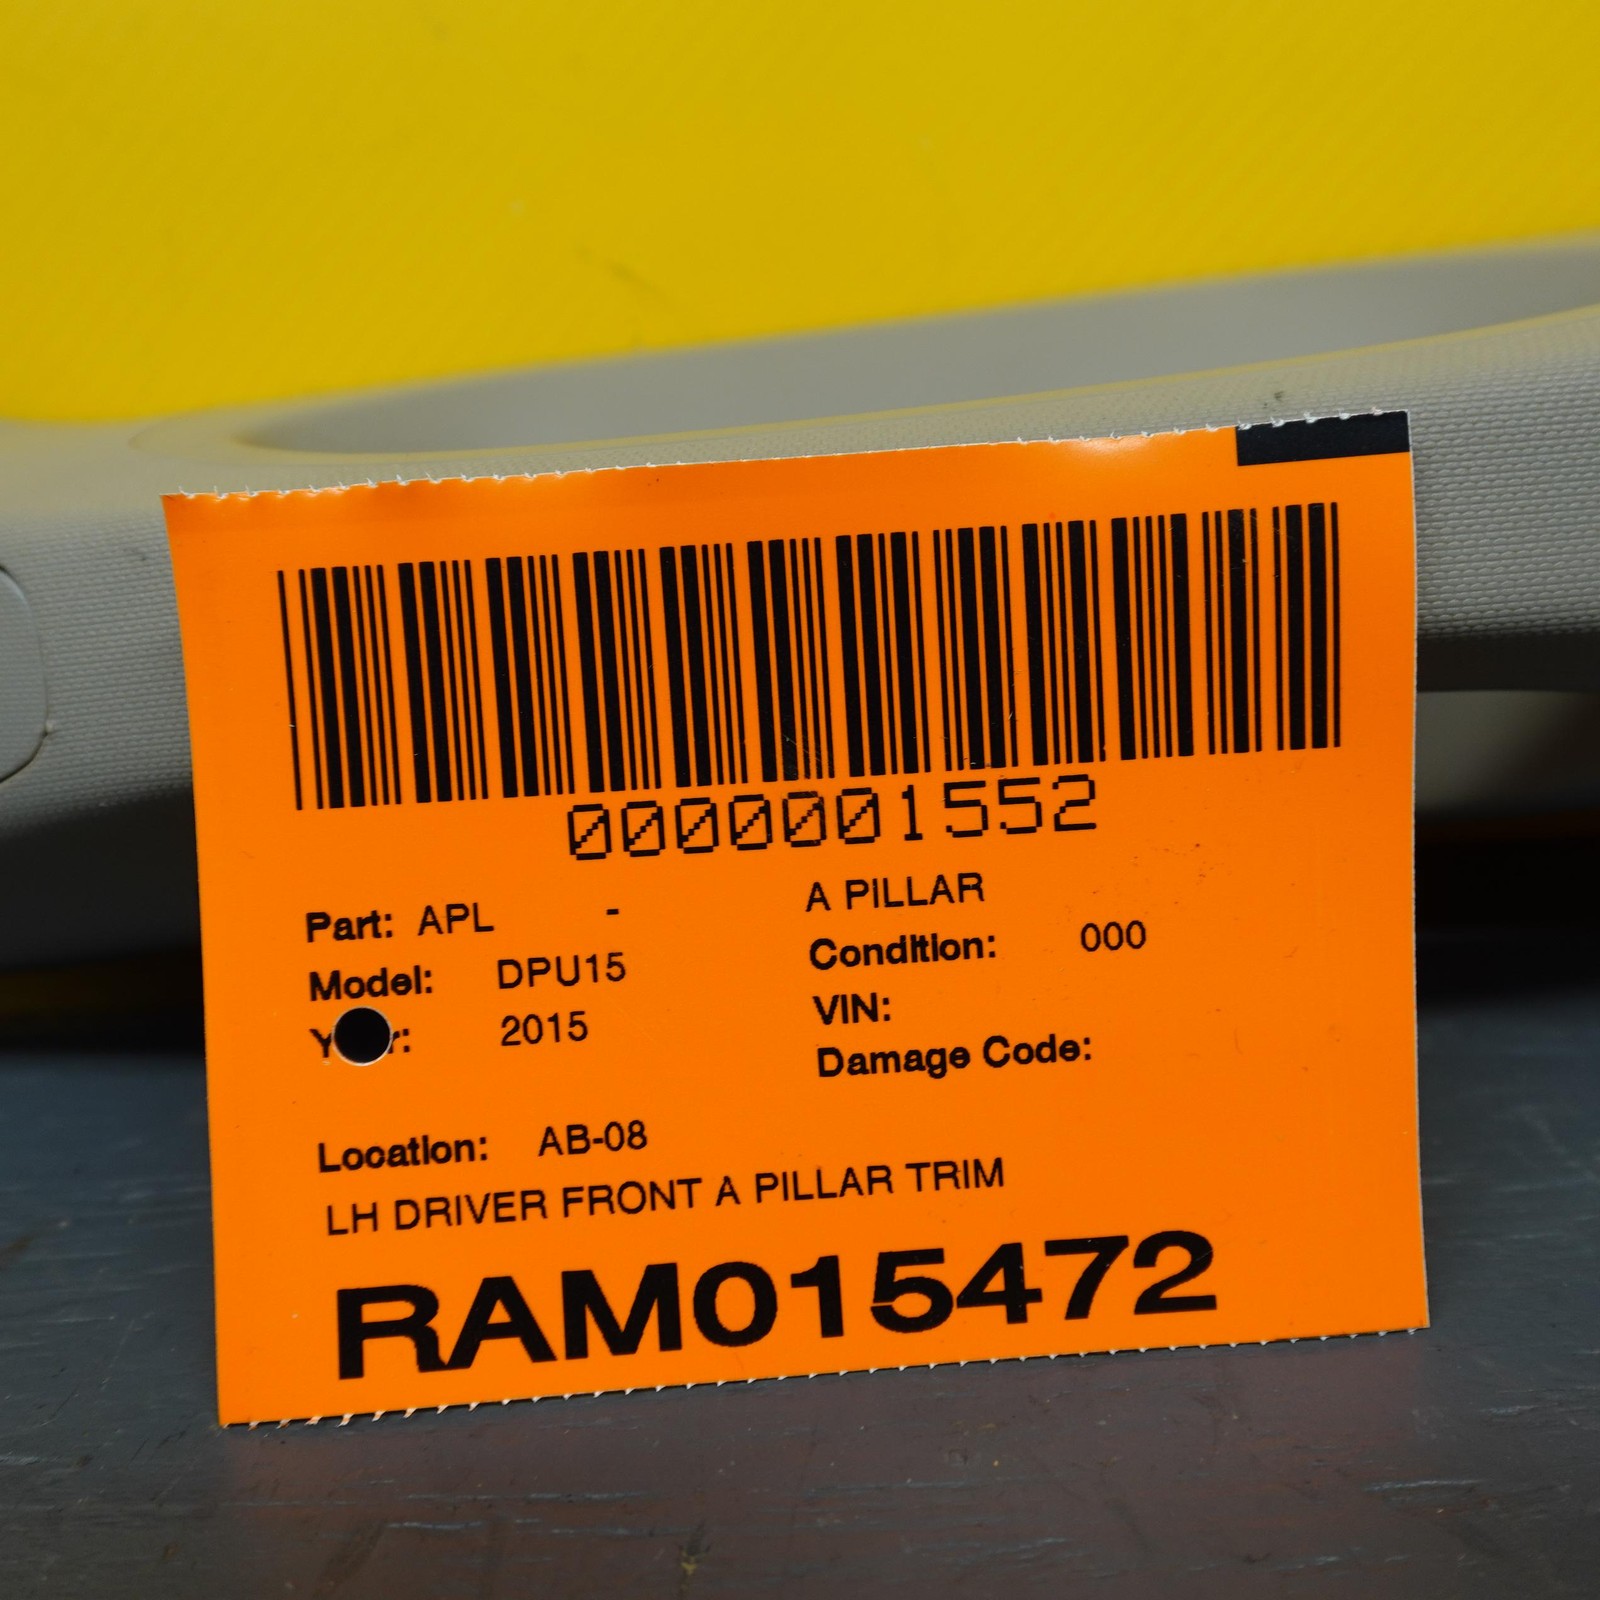 0000001552
Part: APL - A PILLAR
Model: DPU15 Condition: 000
Year: 2015 VIN:
Damage Code:
Location: AB-08
LH DRIVER FRONT A PILLAR TRIM
RAM015472